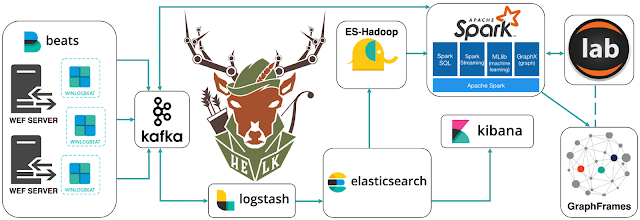 beats
WEF SERVER
WINLOGBEAT
WINLOGBEAT
WEF SERVER
WINLOGBEAT
kafka
HELK
logstash
ES-Hadoop
elasticsearch
APACHE
Spark
Spark
SQL
Spark
Streaming
MLlib
(machine
learning)
GraphX
(graph)
Apache Spark
kibana
lab
GraphFrames